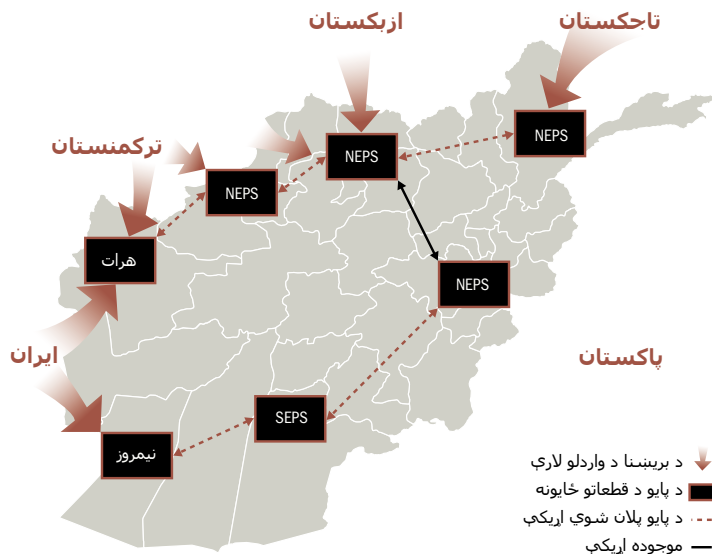 ازبکستان
تاجکستان
ترکمنستان
NEPS
NEPS
NEPS
هرات
NEPS
ایران
پاکستان
SEPS
نیمروز
د بریښنا د واردلو لارې
د پایو د قطعاتو ځایونه
د پایو پلان شوي اړیکې
موجوده اړیکې